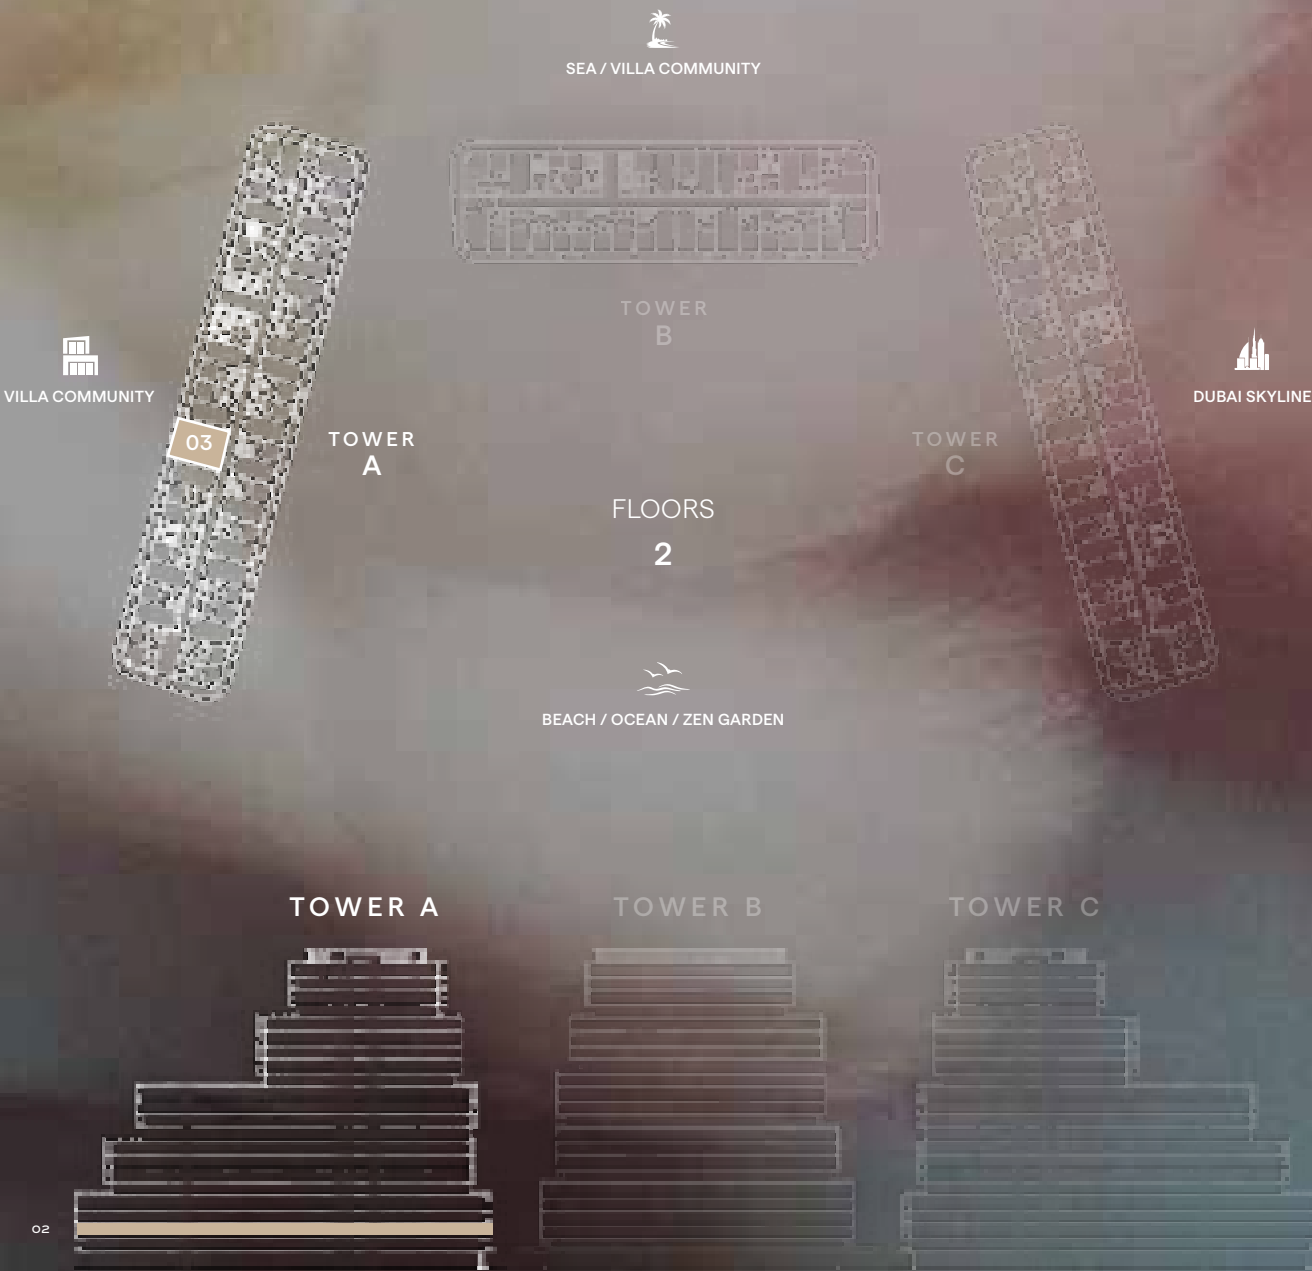 SEA / VILLA COMMUNITY
TOWER
B
VILLA COMMUNITY
DUBAI SKYLINE
03
TOWER
A
TOWER
C
FLOORS
2
BEACH / OCEAN / ZEN GARDEN
TOWER A
TOWER B
TOWER C
02